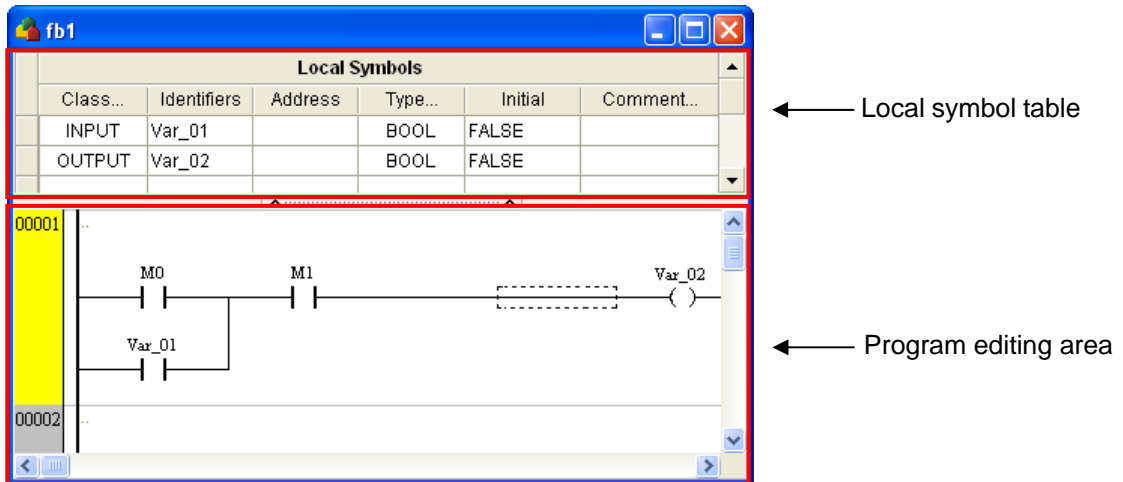 fb1
Local Symbols
Class... Identifiers Address Type... Initial Comment...
INPUT Var_01 BOOL FALSE
OUTPUT Var_02 BOOL FALSE
Local symbol table
00001 ..
M0 M1 Var_02
Var_01
Program editing area
00002 ..